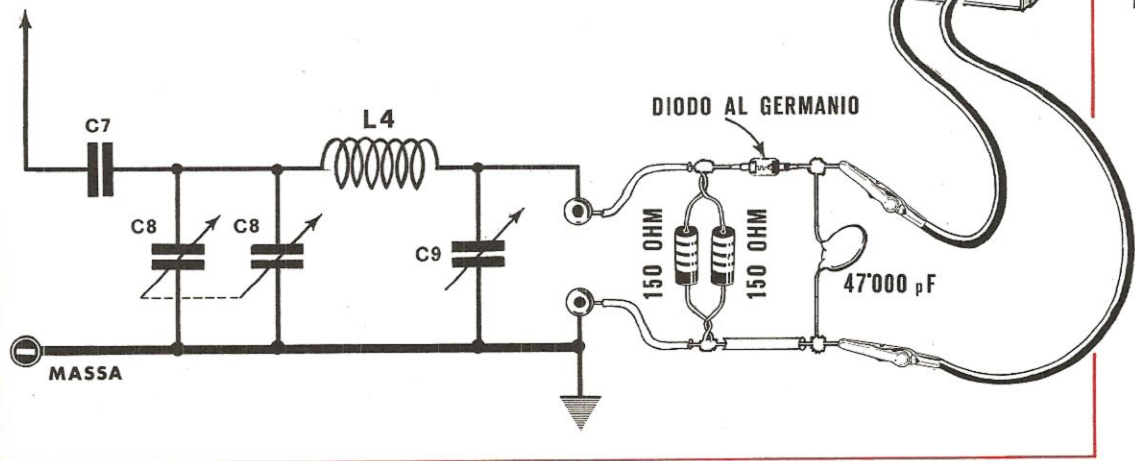 C7
L4
DIODO AL GERMANIO
C8
C8
C9
150 OHM
150 OHM
47'000 pF
MASSA